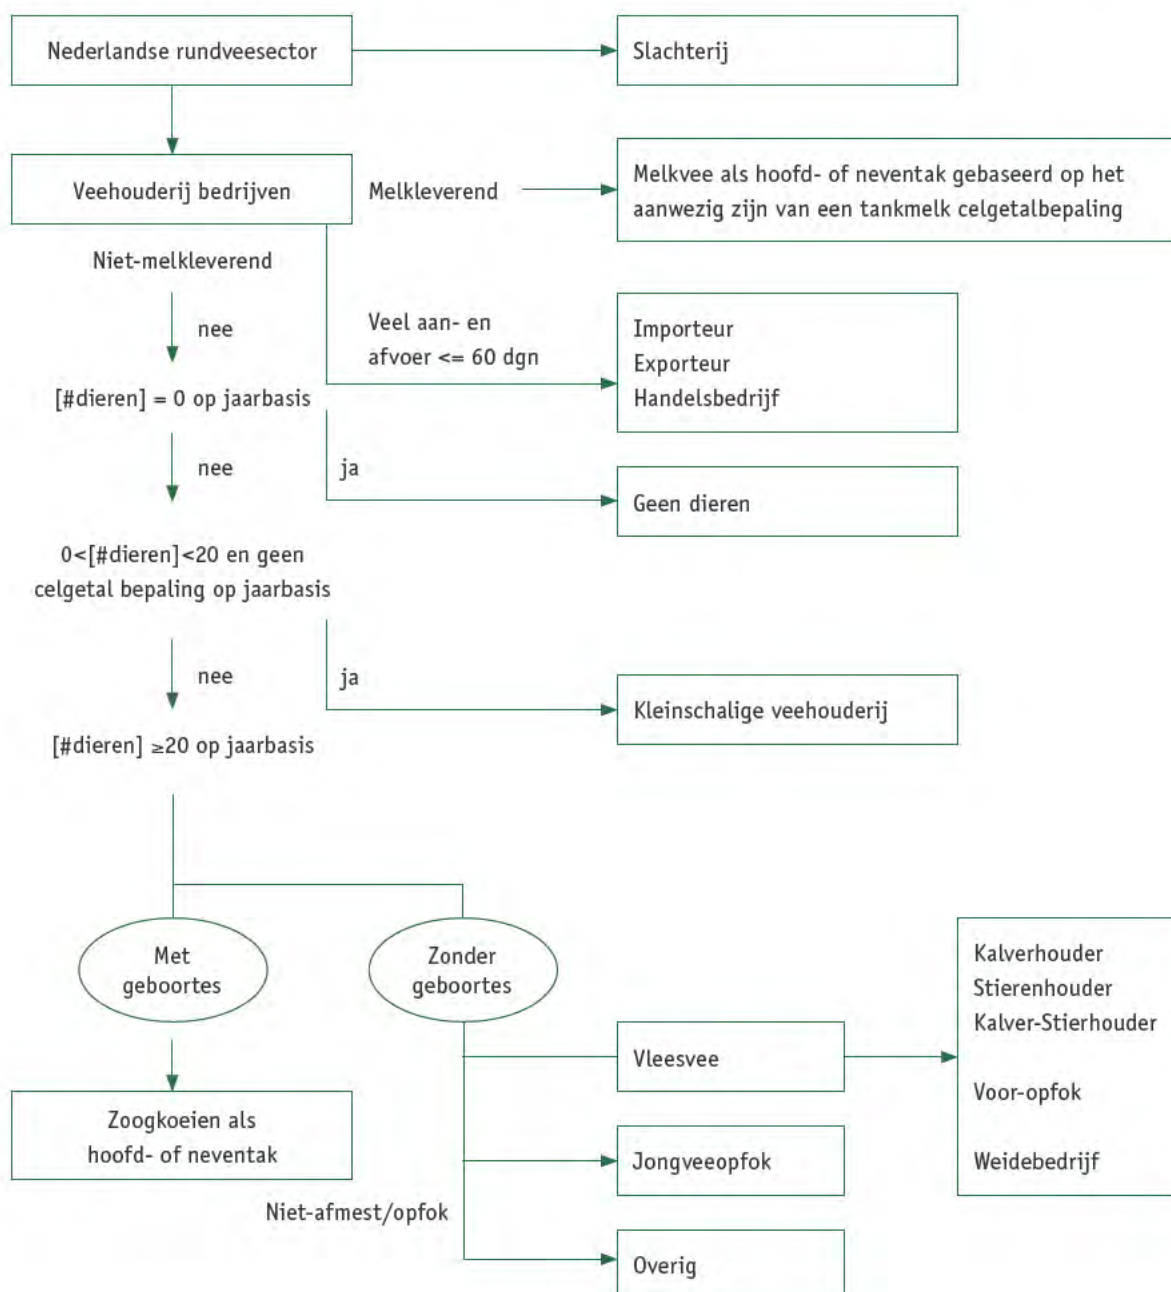 Nederlandse rundveesector
Slachterij
Veehouderij bedrijven
Melkleverend
Melkvee als hoofd- of neventak gebaseerd op het
aanwezig zijn van een tankmelk celgetalbepaling
Niet-melkleverend
nee
Veel aan- en
afvoer <= 60 dgn
Importeur
Exporteur
Handelsbedrijf
[#dieren] = 0 op jaarbasis
nee
ja
Geen dieren
0<[#dieren]<20 en geen
celgetal bepaling op jaarbasis
nee
ja
Kleinschalige veehouderij
[#dieren] ≥20 op jaarbasis
Met
geboortes
Zonder
geboortes
Kalverhouder
Stierenhouder
Kalver-Stierhouder
Voor-opfok
Weidebedrijf
Vleesvee
Zoogkoeien als
hoofd- of neventak
Jongveeopfok
Niet-afmest/opfok
Overig